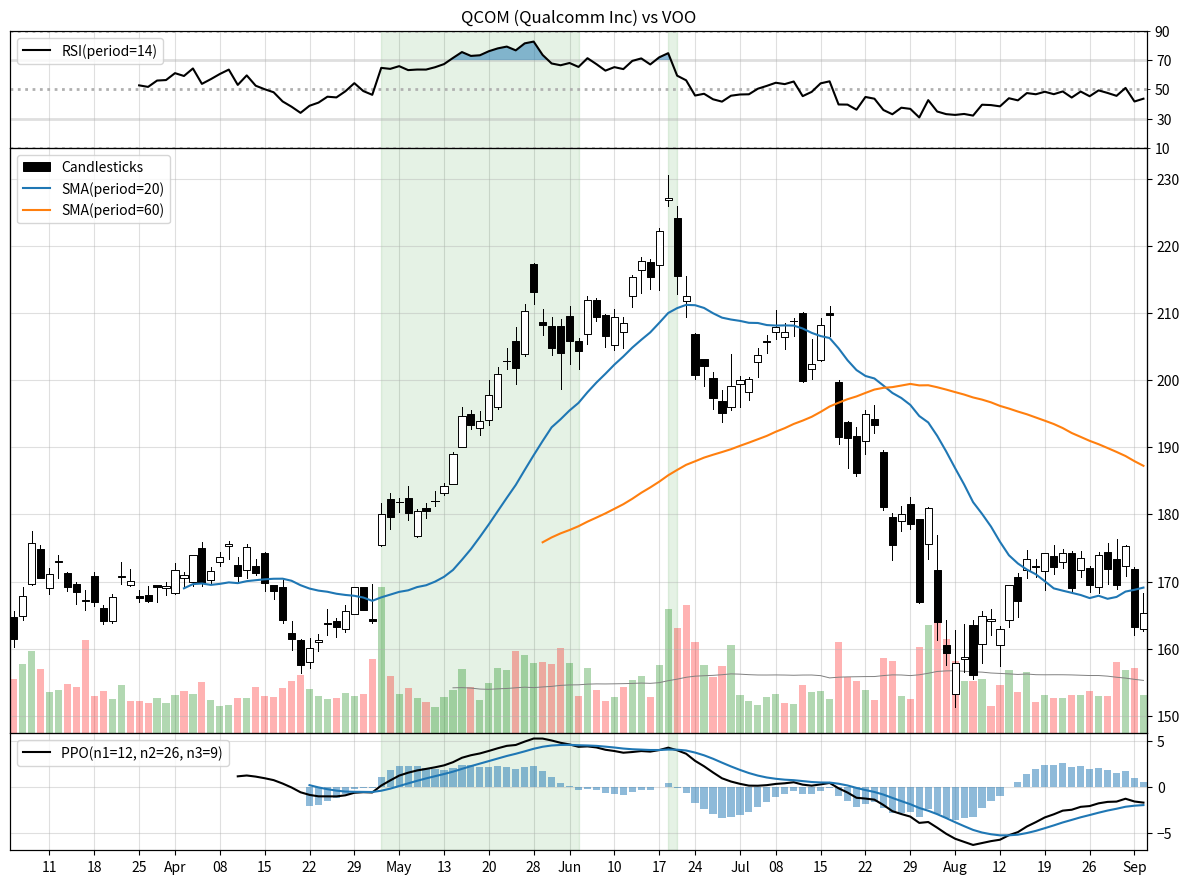 QCOM (Qualcomm Inc) vs VOO
RSI(period=14)
90
70
50
30
10
Candlesticks
SMA(period=20)
SMA(period=60)
230
220
210
200
190
180
170
160
150
PPO(n1=12, n2=26, n3=9)
5
0
−5
11 18 25 Apr 08 15 22 29 May 13 20 28 Jun 10 17 24 Jul 08 15 22 29 Aug 12 19 26 Sep